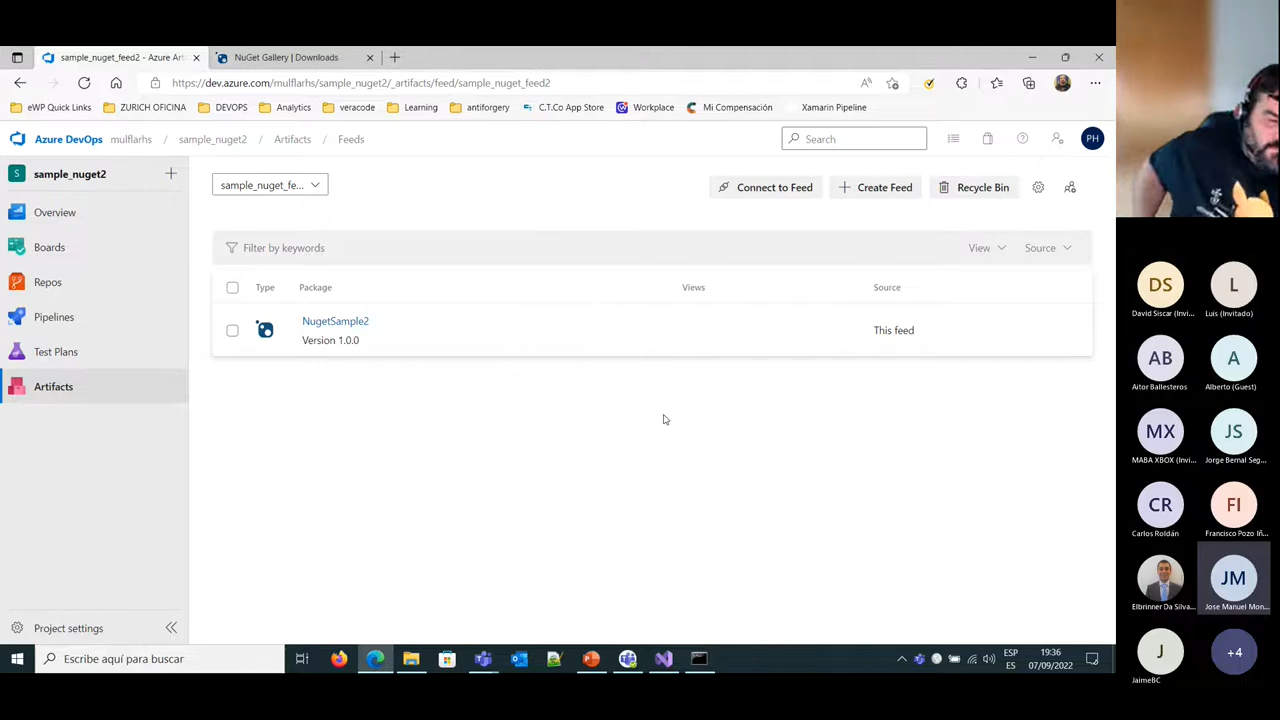 sample_nuget_feed2 - Azure Art
NuGet Gallery | Downloads
https://dev.azure.com/mulflarhs/sample_nuget2/_artifacts/feed/sample_nuget_feed2
eWP Quick Links
ZURICH OFICINA
DEVOPS
Analytics
veracode
Learning
antiforgery
C.T.Co App Store
Workplace
Mi Compensación
Xamarin Pipeline
Azure DevOps
mulflarhs
/
sample_nuget2
/
Artifacts
/
Feeds
Search
PH
S
sample_nuget2
Overview
Boards
Repos
Pipelines
Test Plans
Artifacts
Project settings
sample_nuget_fe...
Connect to Feed
Create Feed
Recycle Bin
Filter by keywords
View
Source
Type
Package
Views
Source
NugetSample2
Version 1.0.0
This feed
Escribe aquí para buscar
ESP
ES
19:36
07/09/2022
DS
David Siscar (Invi...
L
Luis (Invitado)
AB
Aitor Ballesteros
A
Alberto (Guest)
MX
MABA XBOX (Invi...
JS
Jorge Bernal Seg...
CR
Carlos Roldán
FI
Francisco Pozo Iñ...
Elbrinner Da Silva...
JM
Jose Manuel Mon...
J
JaimeBC
+4